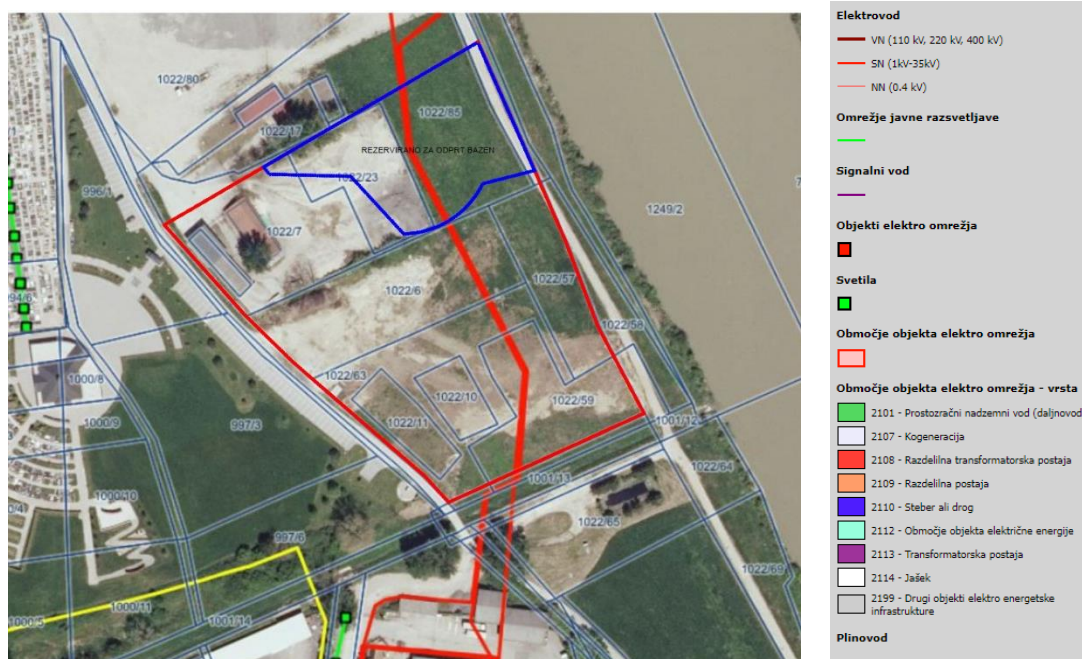 1022/80
1022/85
1022/17
REZERVIRANO ZA ODPRT BAZEN
1022/23
996/1
1249/2
1022/7
1022/57
1022/6
994/6
1022/58
1022/63
1000/8
1022/10
1022/59
1022/11
1000/9
997/3
1001/12
1022/64
1001/13
1000/10
1022/65
997/6
1022/69
1000/11
1000/5
1001/14
Elektrovod
VN (110 kV, 220 kV, 400 kV)
SN (1kV-35kV)
NN (0.4 kV)
Omrežje javne razsvetljave
Signalni vod
Objekti elektro omrežja
Svetila
Območje objekta elektro omrežja
Območje objekta elektro omrežja - vrsta
2101 - Prostozračni nadzemni vod (daljnovod
2107 - Kogeneracija
2108 - Razdelilna transformatorska postaja
2109 - Razdelilna postaja
2110 - Steber ali drog
2112 - Območje objekta električne energije
2113 - Transformatorska postaja
2114 - Jašek
2199 - Drugi objekti elektro energetske
infrastrukture
Plinovod